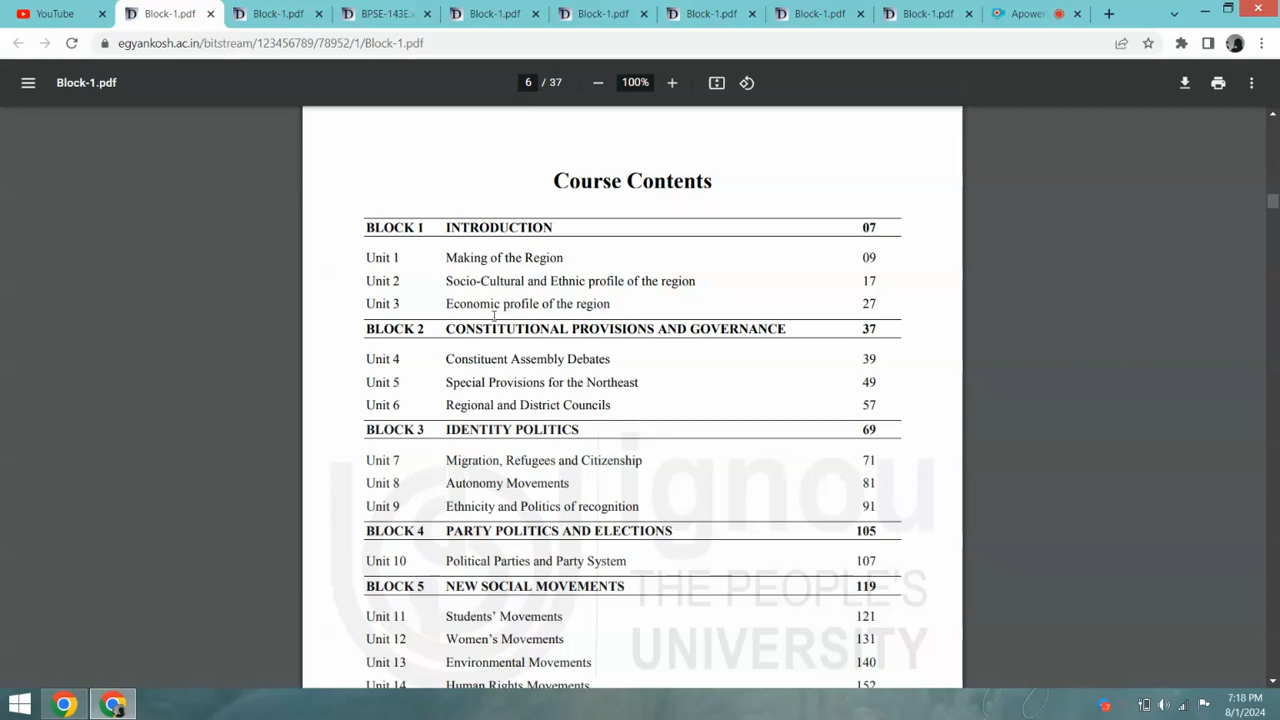 YouTube
Block-1.pdf
Block-1.pdf
BPSE-143E.
Block-1.pdf
Block-1.pdf
Block-1.pdf
Block-1.pdf
Block-1.pdf
Apower
egyankosh.ac.in/bitstream/123456789/78952/1/Block-1.pdf
Block-1.pdf
6 / 37
100%
Course Contents
BLOCK 1 INTRODUCTION 07
Unit 1 Making of the Region 09
Unit 2 Socio-Cultural and Ethnic profile of the region 17
Unit 3 Economic profile of the region 27
BLOCK 2 CONSTITUTIONAL PROVISIONS AND GOVERNANCE 37
Unit 4 Constituent Assembly Debates 39
Unit 5 Special Provisions for the Northeast 49
Unit 6 Regional and District Councils 57
BLOCK 3 IDENTITY POLITICS 69
Unit 7 Migration, Refugees and Citizenship 71
Unit 8 Autonomy Movements 81
Unit 9 Ethnicity and Politics of recognition 91
BLOCK 4 PARTY POLITICS AND ELECTIONS 105
Unit 10 Political Parties and Party System 107
BLOCK 5 NEW SOCIAL MOVEMENTS 119
Unit 11 Students' Movements 121
Unit 12 Women's Movements 131
Unit 13 Environmental Movements 140
Unit 14 Human Rights Movements 152
ignou
THE PEOPLE'S
UNIVERSITY
7:18 PM
8/1/2024